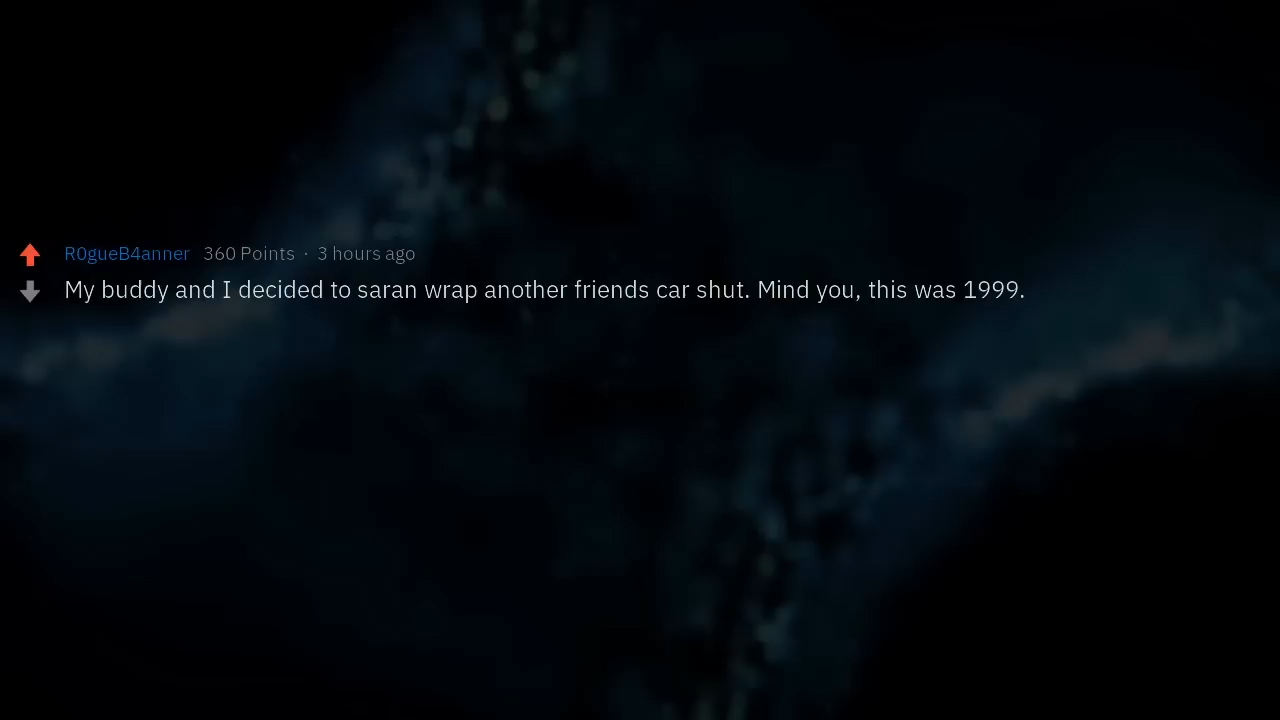 R0gueB4anner 360 Points · 3 hours ago
My buddy and I decided to saran wrap another friends car shut. Mind you, this was 1999.